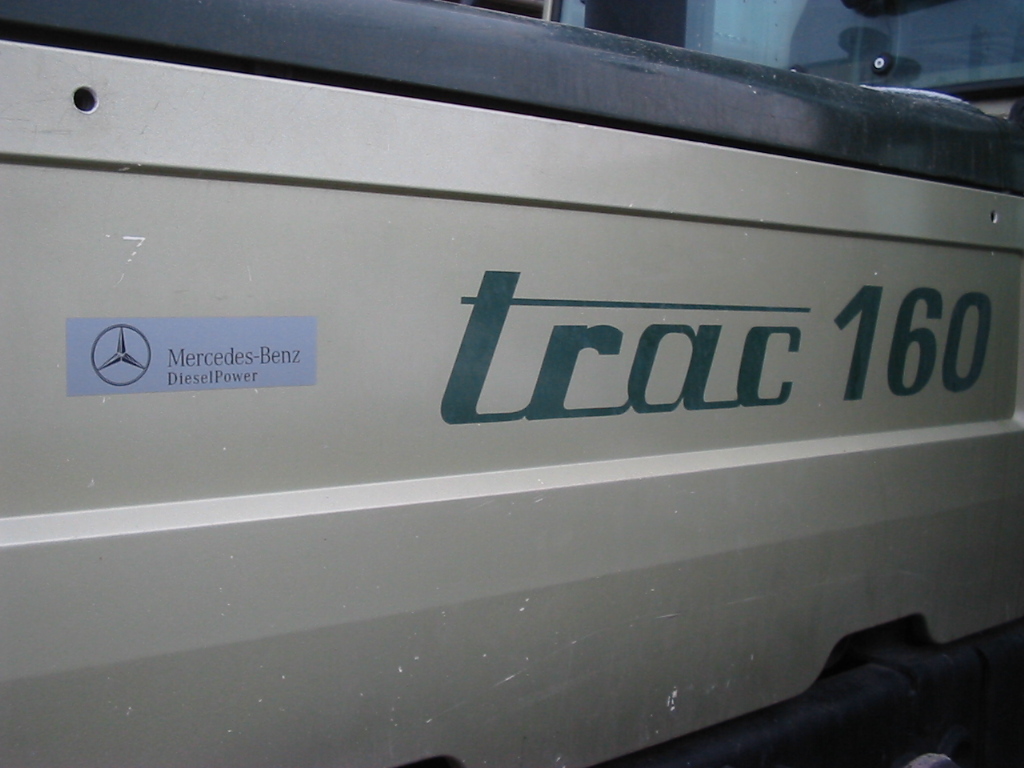 Mercedes-Benz
DieselPower
trac 160